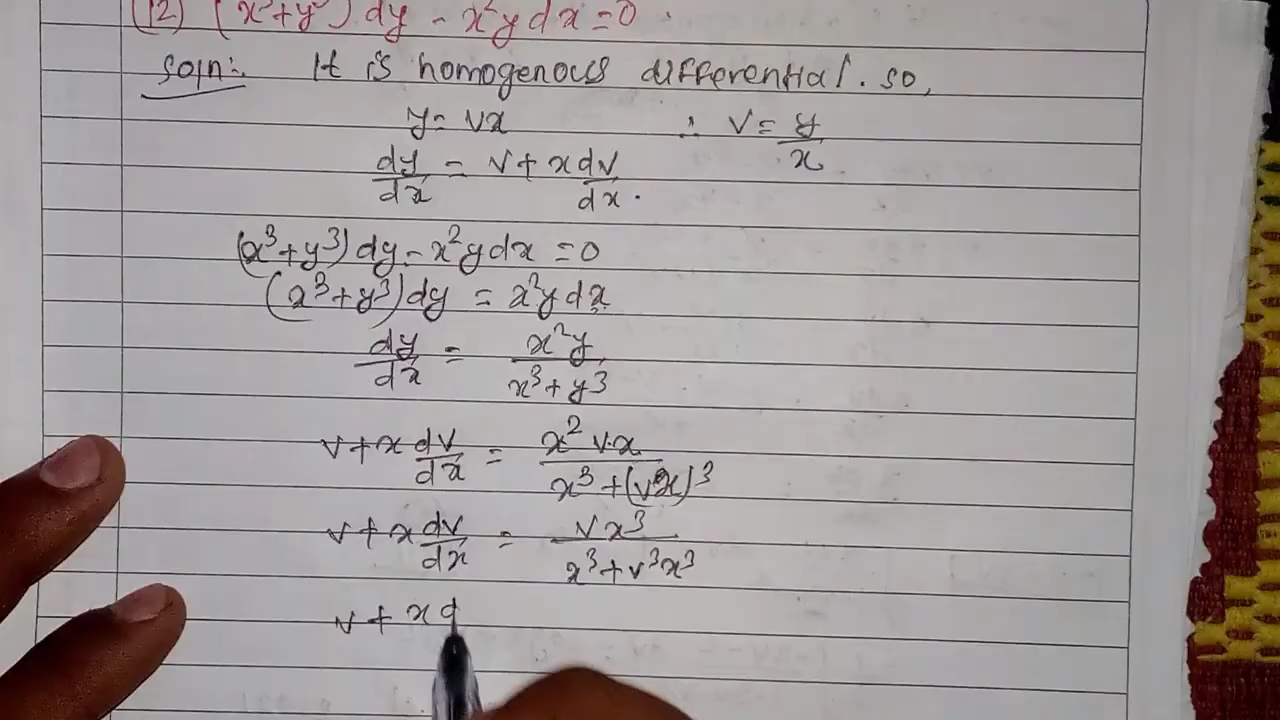 (12) (x³+y³) dy - x²y dx = 0.
Soln:. It is homogenous differential. so,
y = vx ∴ v = y/x
dy/dx = v + x dv/dx.
(x³+y³) dy - x²y dx = 0
(x³+y³) dy = x²y dx
dy/dx = x²y/(x³+y³)
v + x dv/dx = x² v.x/(x³+(vx)³)
v + x dv/dx = vx³/(x³+v³x³)
v + x d